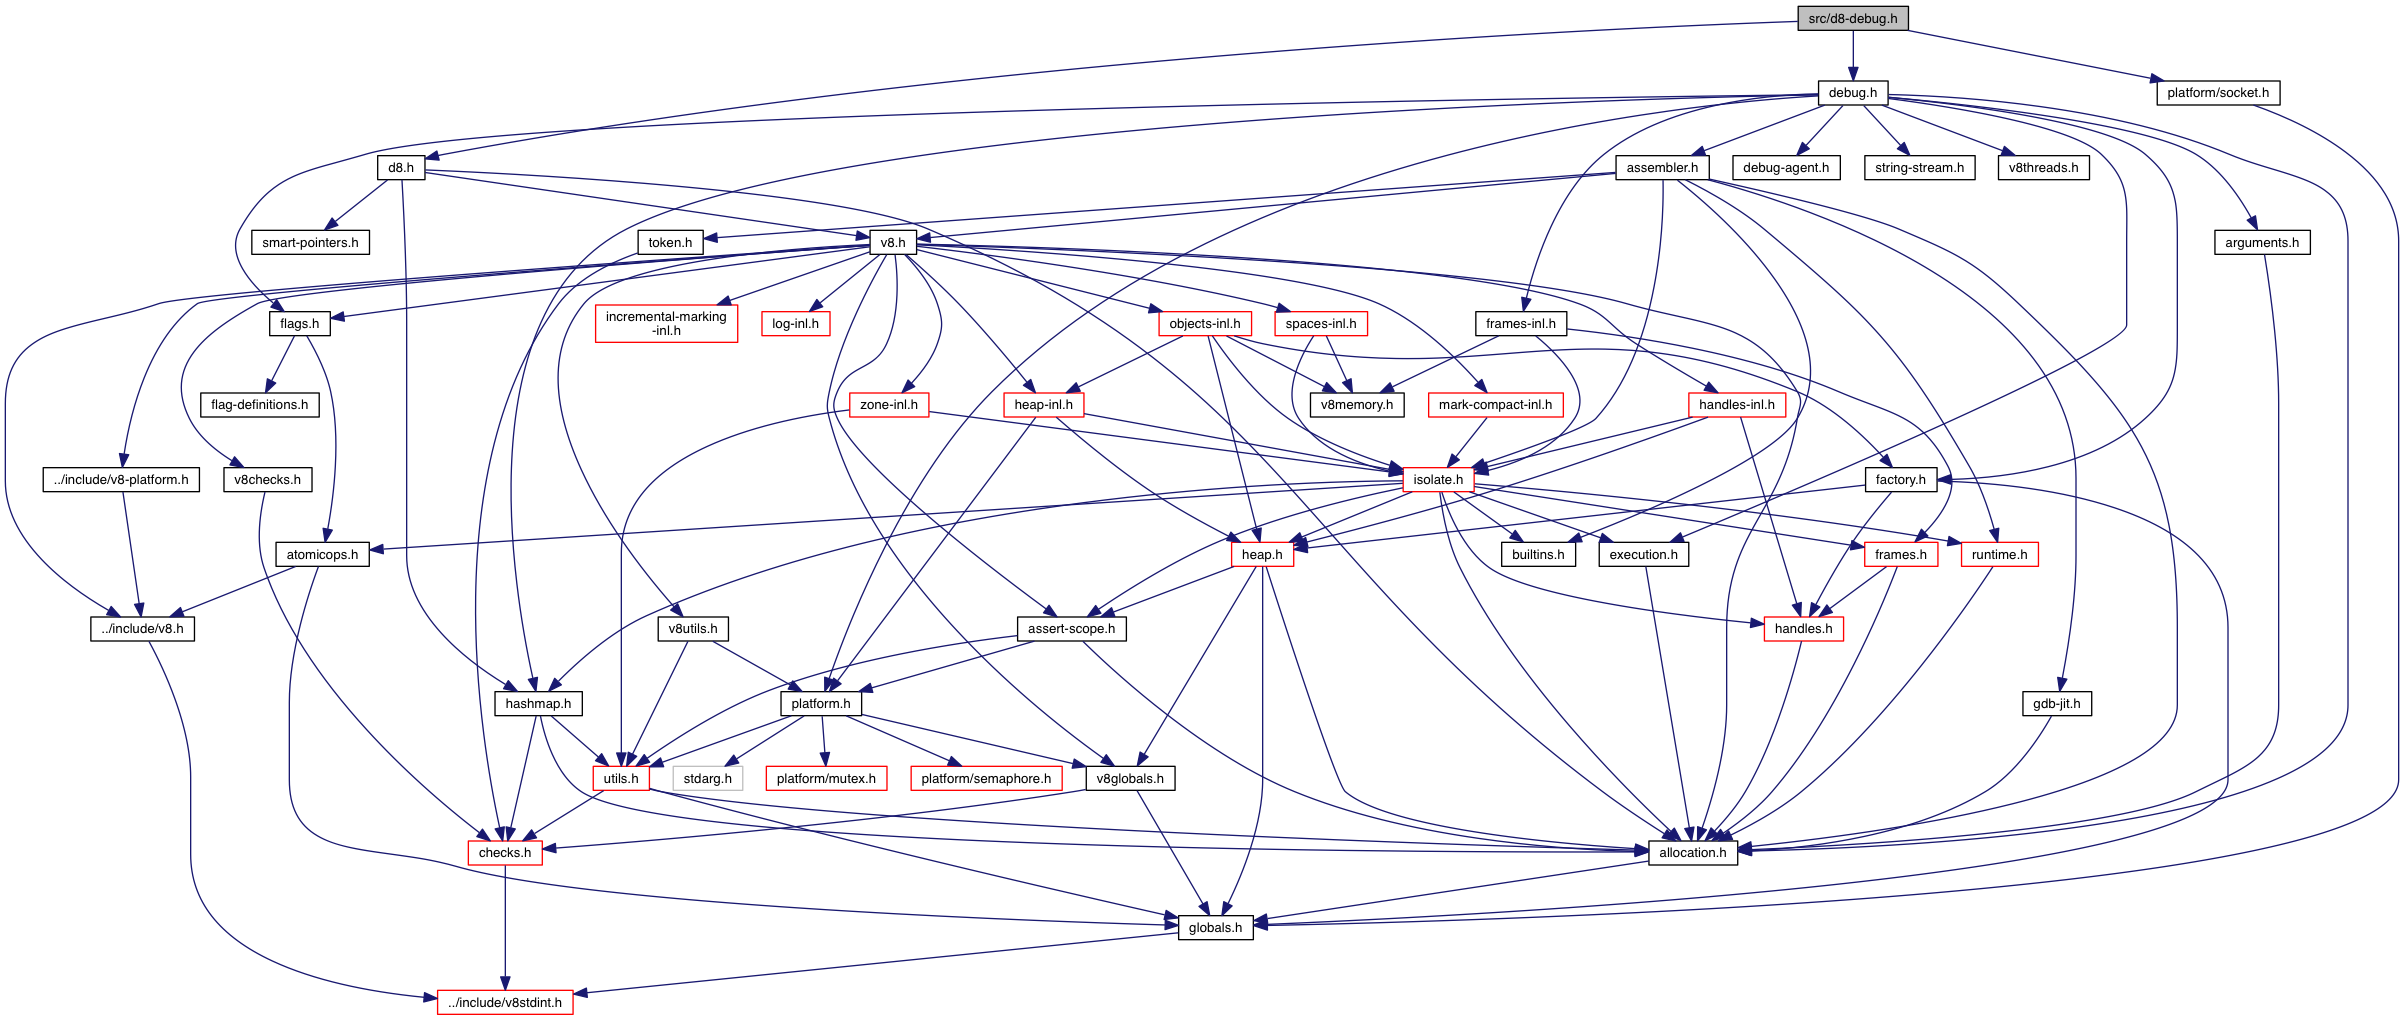 src/d8-debug.h
debug.h
platform/socket.h
d8.h
assembler.h
debug-agent.h
string-stream.h
v8threads.h
smart-pointers.h
token.h
v8.h
arguments.h
flags.h
incremental-marking
-inl.h
log-inl.h
objects-inl.h
spaces-inl.h
frames-inl.h
flag-definitions.h
zone-inl.h
heap-inl.h
v8memory.h
mark-compact-inl.h
handles-inl.h
../include/v8-platform.h
v8checks.h
isolate.h
factory.h
atomicops.h
heap.h
builtins.h
execution.h
frames.h
runtime.h
../include/v8.h
v8utils.h
assert-scope.h
handles.h
hashmap.h
platform.h
gdb-jit.h
utils.h
stdarg.h
platform/mutex.h
platform/semaphore.h
v8globals.h
checks.h
allocation.h
globals.h
../include/v8stdint.h